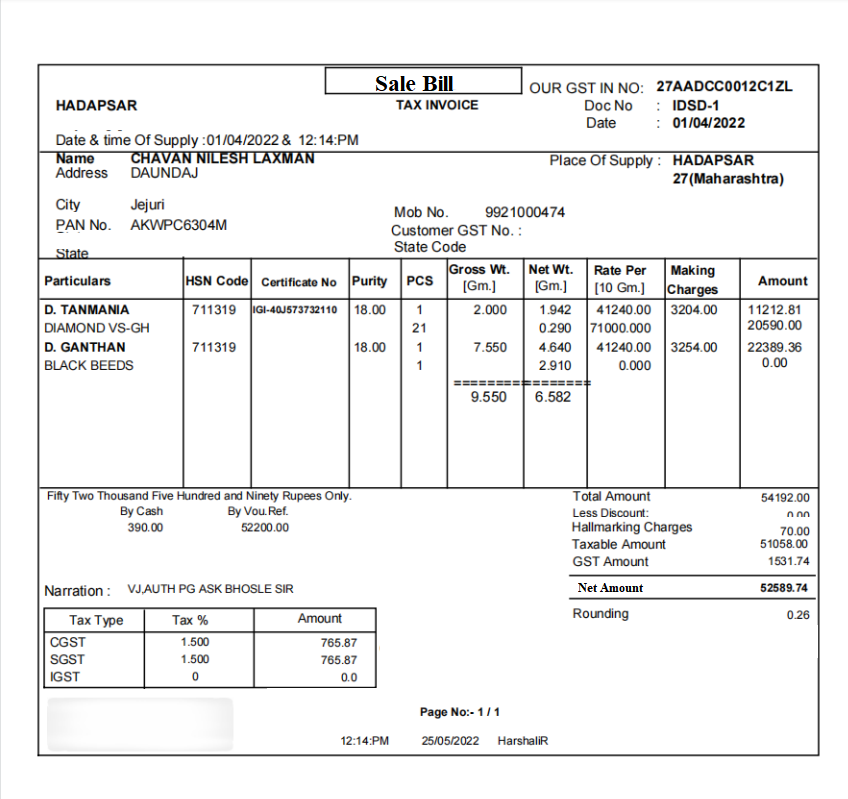 Sale Bill
OUR GST IN NO: 27AADCC0012C1ZL
HADAPSAR
TAX INVOICE
Doc No : IDSD-1
Date : 01/04/2022
Date & time Of Supply :01/04/2022 & 12:14:PM
Name CHAVAN NILESH LAXMAN
Place Of Supply : HADAPSAR
Address DAUNDAJ
27(Maharashtra)
City Jejuri
Mob No. 9921000474
PAN No. AKWPC6304M
Customer GST No. :
State Code
State
Particulars HSN Code Certificate No Purity PCS Gross Wt. [Gm.] Net Wt. [Gm.] Rate Per [10 Gm.] Making Charges Amount
D. TANMANIA 711319 IGI-40J573732110 18.00 1 2.000 1.942 41240.00 3204.00 11212.81
DIAMOND VS-GH 21 0.290 71000.000 20590.00
D. GANTHAN 711319 18.00 1 7.550 4.640 41240.00 3254.00 22389.36
BLACK BEEDS 1 2.910 0.000 0.00
===================
9.550 6.582
Fifty Two Thousand Five Hundred and Ninety Rupees Only.
By Cash By Vou.Ref.
390.00 52200.00
Total Amount 54192.00
Less Discount: 0.00
Hallmarking Charges 70.00
Taxable Amount 51058.00
GST Amount 1531.74
Net Amount 52589.74
Rounding 0.26
Narration : VJ,AUTH PG ASK BHOSLE SIR
Tax Type Tax % Amount
CGST 1.500 765.87
SGST 1.500 765.87
IGST 0 0.0
Page No:- 1 / 1
12:14:PM 25/05/2022 HarshaliR